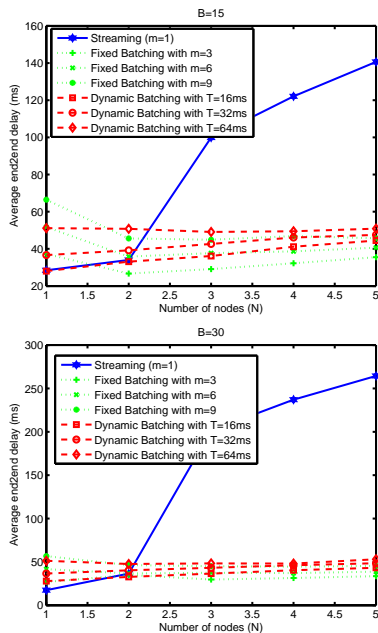 B=15
Average end2end delay (ms)
160
140
120
100
80
60
40
20
Streaming (m=1)
Fixed Batching with m=3
Fixed Batching with m=6
Fixed Batching with m=9
Dynamic Batching with T=16ms
Dynamic Batching with T=32ms
Dynamic Batching with T=64ms
1 1.5 2 2.5 3 3.5 4 4.5 5
Number of nodes (N)
B=30
Average end2end delay (ms)
300
250
200
150
100
50
0
Streaming (m=1)
Fixed Batching with m=3
Fixed Batching with m=6
Fixed Batching with m=9
Dynamic Batching with T=16ms
Dynamic Batching with T=32ms
Dynamic Batching with T=64ms
1 1.5 2 2.5 3 3.5 4 4.5 5
Number of nodes (N)